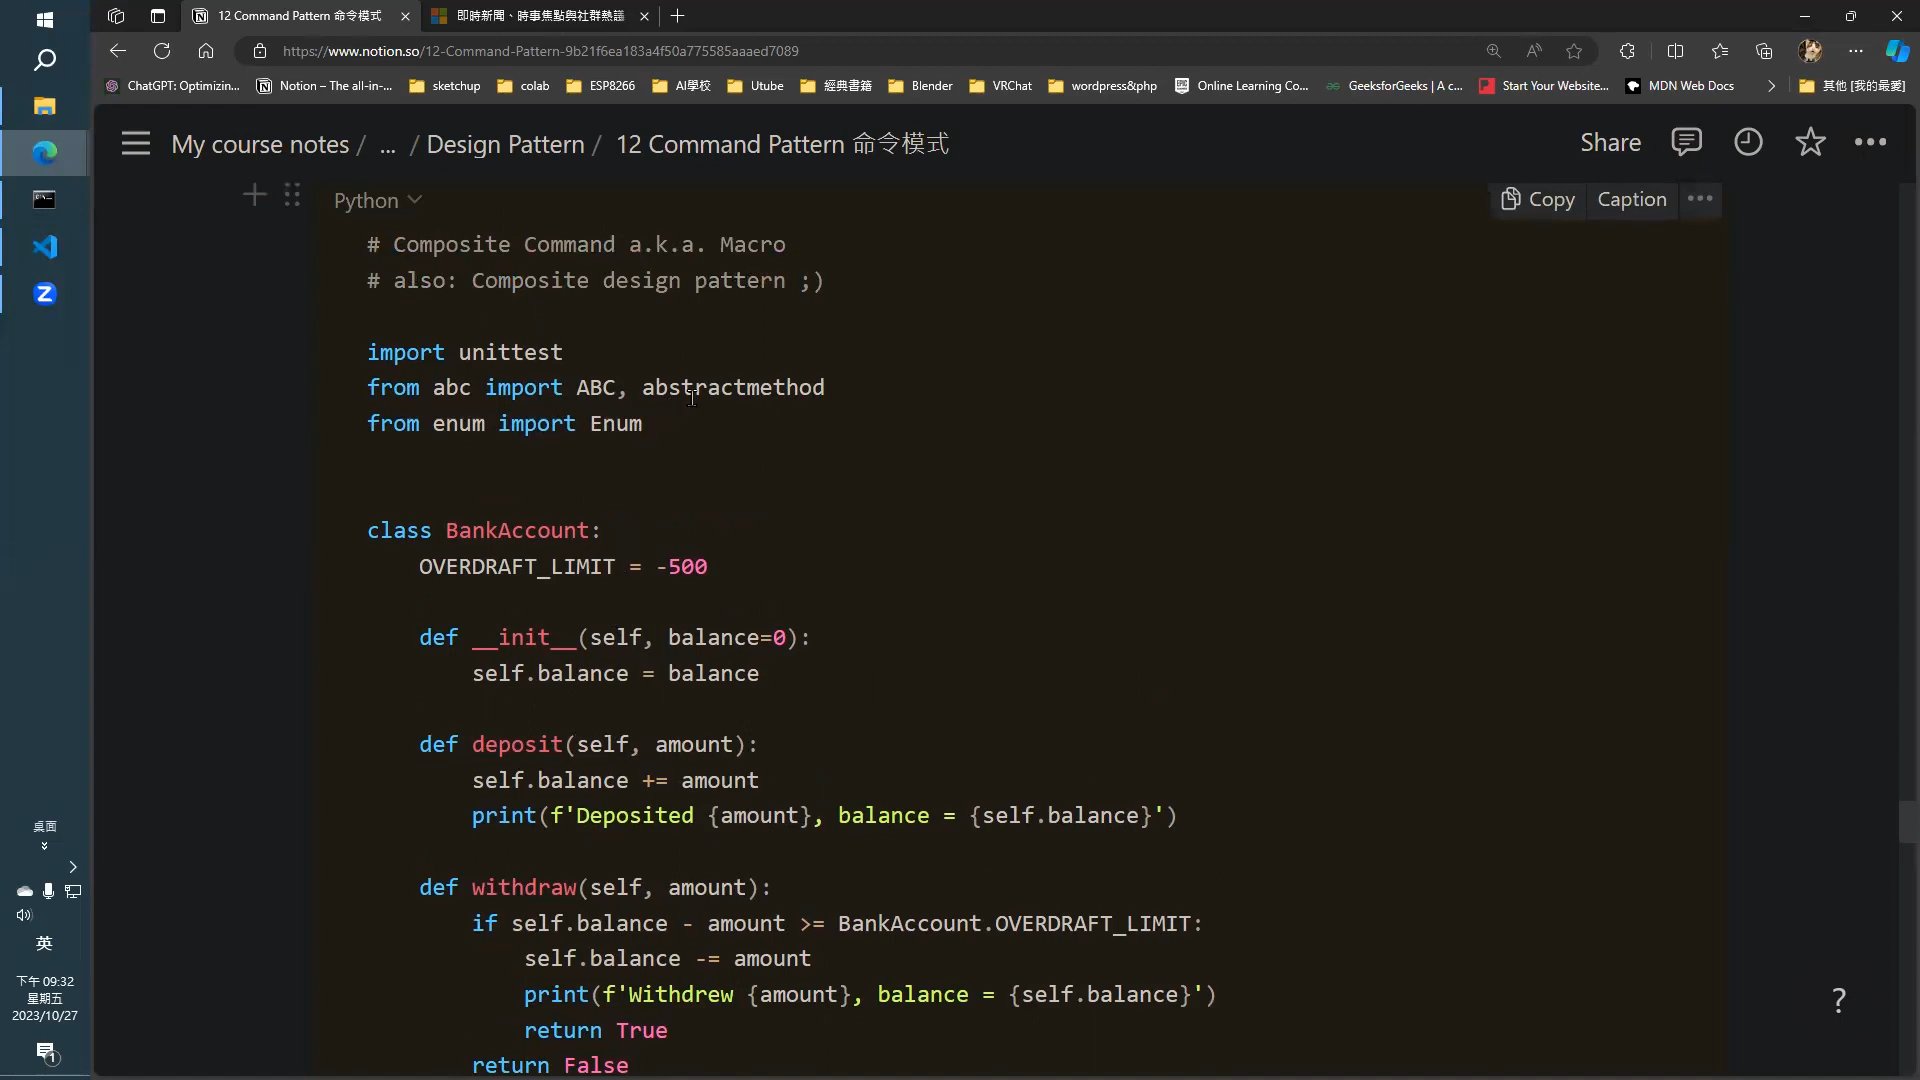 12 Command Pattern 命令模式
即時新聞、時事焦點與社群熱議
https://www.notion.so/12-Command-Pattern-9b21f6ea183a4f50a775585aaaed7089
ChatGPT: Optimizin...
Notion – The all-in-...
sketchup
colab
ESP8266
AI學校
Utube
經典書籍
Blender
VRChat
wordpress&php
Online Learning Co...
GeeksforGeeks | A c...
Start Your Website...
MDN Web Docs
其他 [我的最愛]
My course notes / ... / Design Pattern / 12 Command Pattern 命令模式
Share
Python
Copy
Caption
# Composite Command a.k.a. Macro
# also: Composite design pattern ;)
import unittest
from abc import ABC, abstractmethod
from enum import Enum
class BankAccount:
OVERDRAFT_LIMIT = -500
def __init__(self, balance=0):
self.balance = balance
def deposit(self, amount):
self.balance += amount
print(f'Deposited {amount}, balance = {self.balance}')
def withdraw(self, amount):
if self.balance - amount >= BankAccount.OVERDRAFT_LIMIT:
self.balance -= amount
print(f'Withdrew {amount}, balance = {self.balance}')
return True
return False
?
桌面
英
下午 09:32
星期五
2023/10/27
1